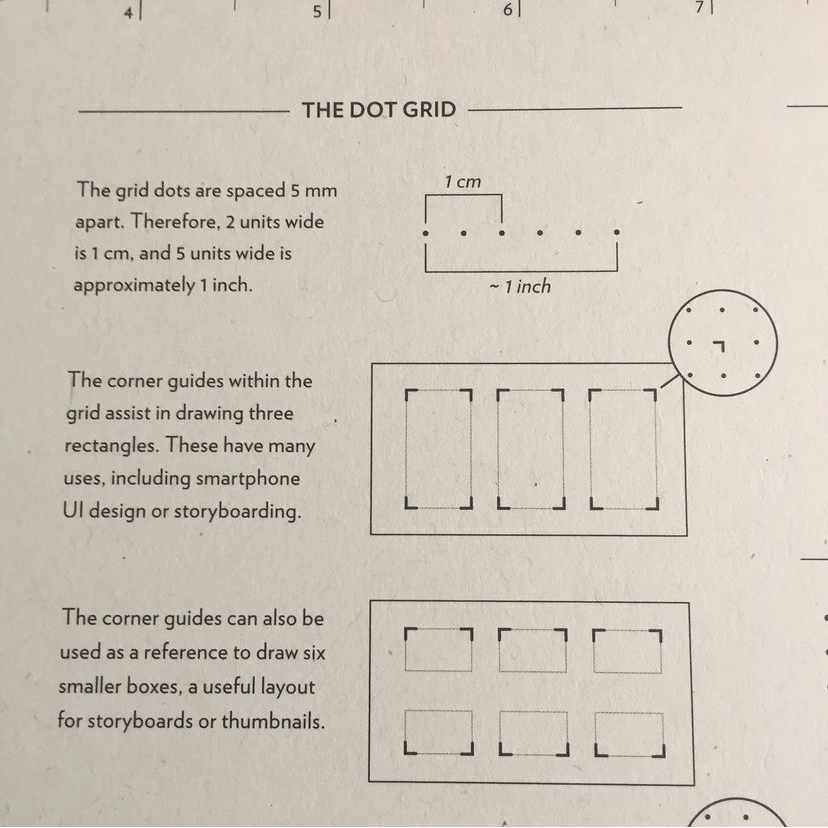 4 5 6 7
THE DOT GRID
The grid dots are spaced 5 mm
apart. Therefore, 2 units wide
is 1 cm, and 5 units wide is
approximately 1 inch.
1 cm
~ 1 inch
The corner guides within the
grid assist in drawing three
rectangles. These have many
uses, including smartphone
UI design or storyboarding.
The corner guides can also be
used as a reference to draw six
smaller boxes, a useful layout
for storyboards or thumbnails.